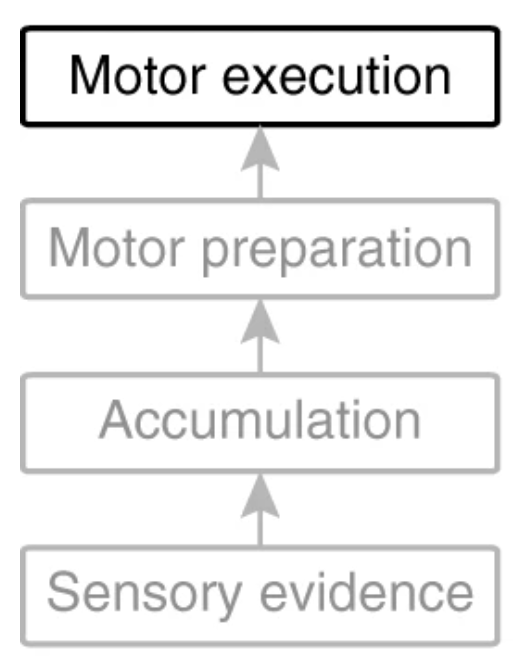 Motor execution
Motor preparation
Accumulation
Sensory evidence